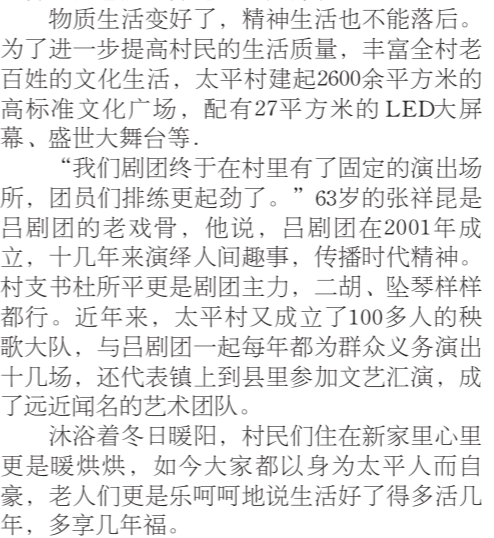 物质生活变好了，精神生活也不能落后。
为了进一步提高村民的生活质量，丰富全村老
百姓的文化生活，太平村建起2600余平方米的
高标准文化广场，配有27平方米的LED大屏
幕、盛世大舞台等.
“我们剧团终于在村里有了固定的演出场
所，团员们排练更起劲了。”63岁的张祥昆是
吕剧团的老戏骨，他说，吕剧团在2001年成
立，十几年来演绎人间趣事，传播时代精神。
村支书杜所平更是剧团主力，二胡、坠琴样样
都行。近年来，太平村又成立了100多人的秧
歌大队，与吕剧团一起每年都为群众义务演出
十几场，还代表镇上到县里参加文艺汇演，成
了远近闻名的艺术团队。
沐浴着冬日暖阳，村民们住在新家里心里
更是暖烘烘，如今大家都以身为太平人而自
豪，老人们更是乐呵呵地说生活好了得多活几
年，多享几年福。